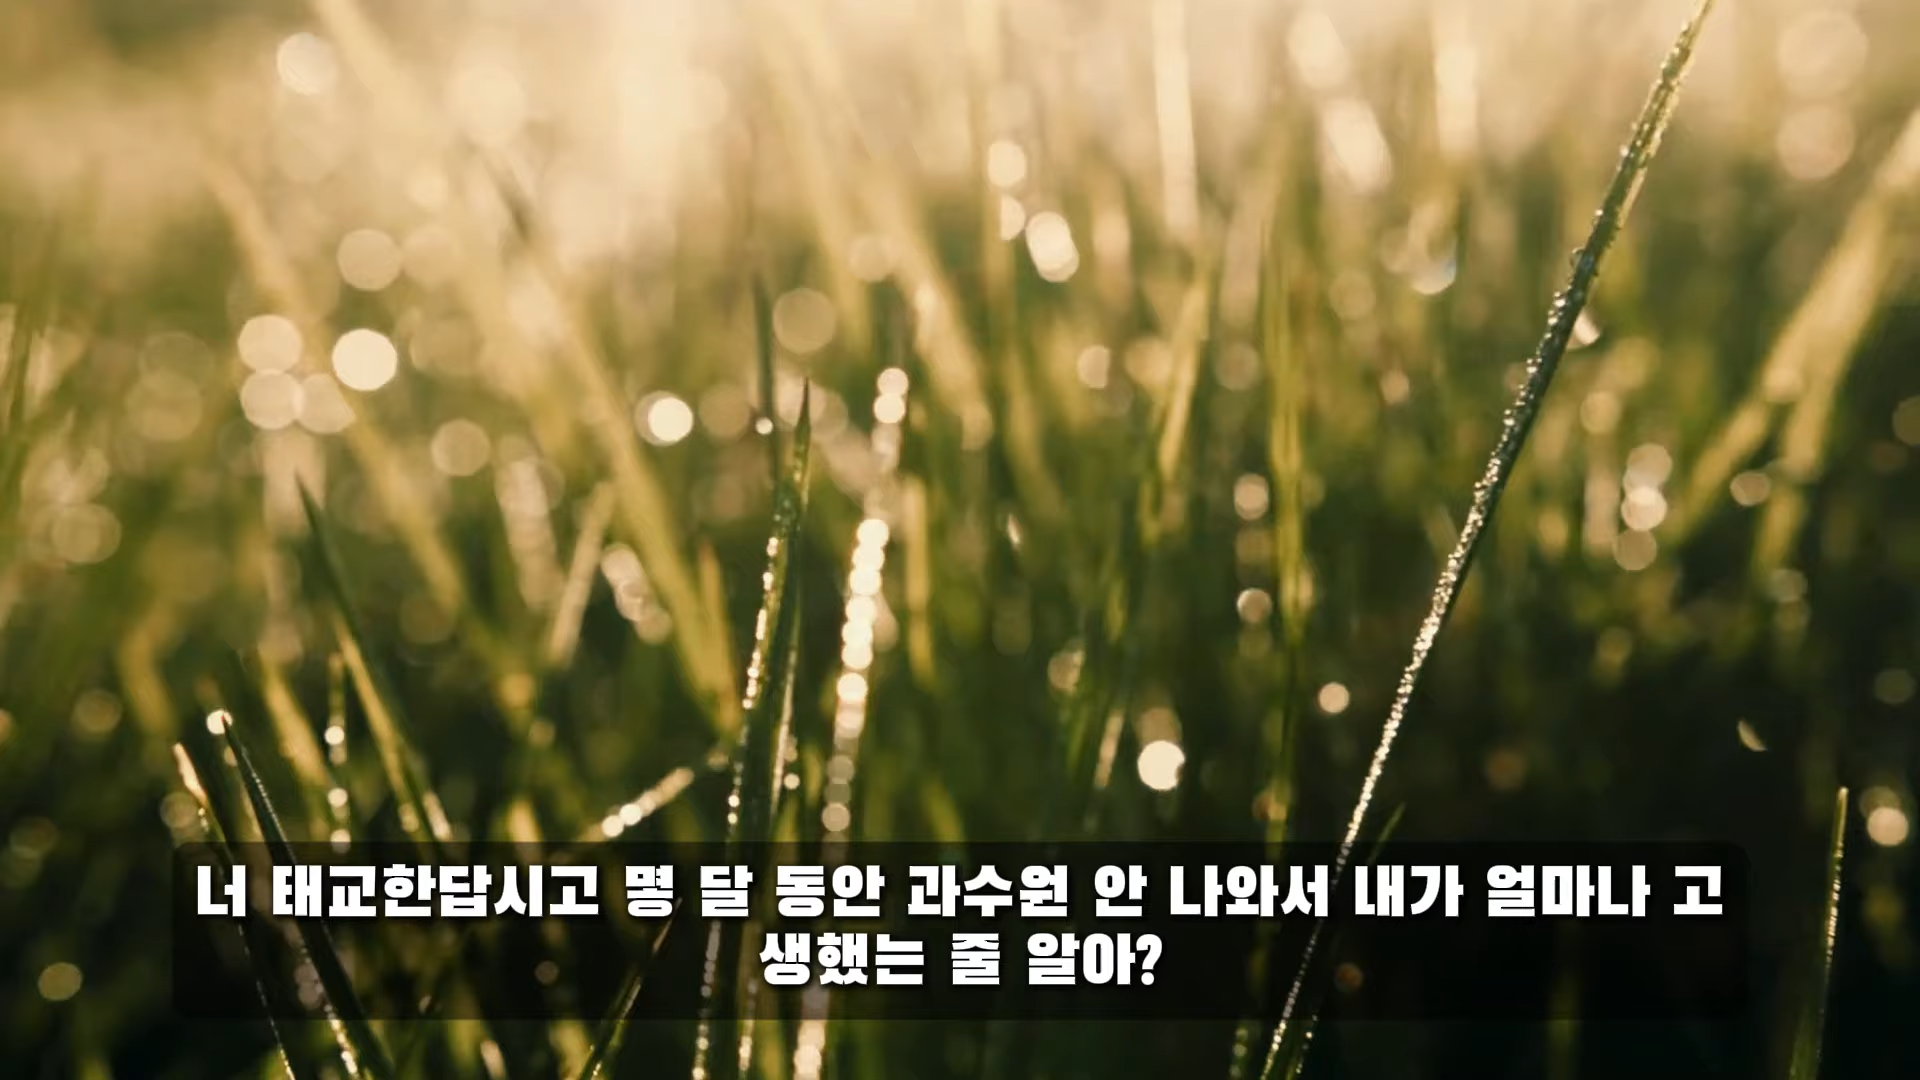 너 태교한답시고 몇 달 동안 과수원 안 나와서 내가 얼마나 고
생했는 줄 알아?